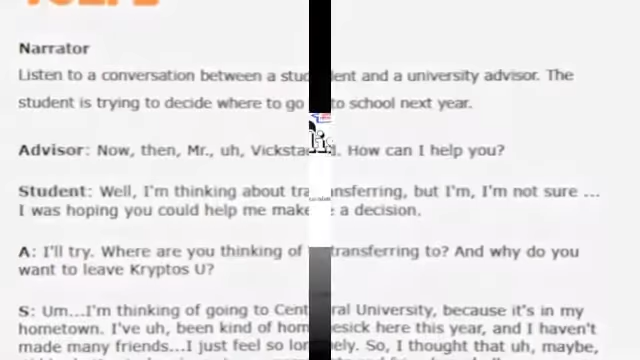 Narrator
Listen to a conversation between a student and a university advisor. The
student is trying to decide where to go to school next year.
Advisor: Now, then, Mr., uh, Vicksta d. How can I help you?
Student: Well, I'm thinking about transferring, but I'm, I'm not sure ...
I was hoping you could help me make a decision.
A: I'll try. Where are you thinking of transferring to? And why do you
want to leave Kryptos U?
S: Um...I'm thinking of going to Central University, because it's in my
hometown. I've uh, been kind of homesick here this year, and I haven't
made many friends...I just feel so lonely. So, I thought that uh, maybe,